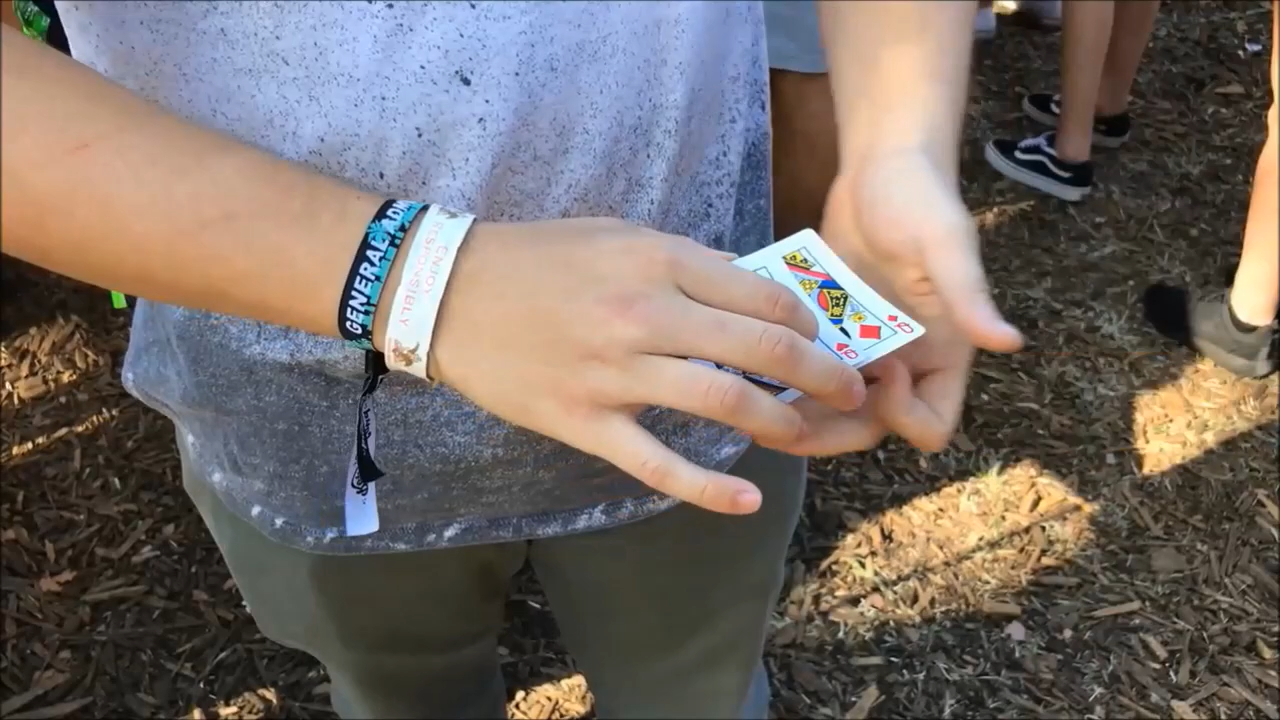 GENERAL ADM
ENJOY
RESPONSIBLY
Q
Q